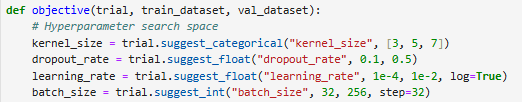 def objective(trial, train_dataset, val_dataset):
    # Hyperparameter search space
    kernel_size = trial.suggest_categorical("kernel_size", [3, 5, 7])
    dropout_rate = trial.suggest_float("dropout_rate", 0.1, 0.5)
    learning_rate = trial.suggest_float("learning_rate", 1e-4, 1e-2, log=True)
    batch_size = trial.suggest_int("batch_size", 32, 256, step=32)